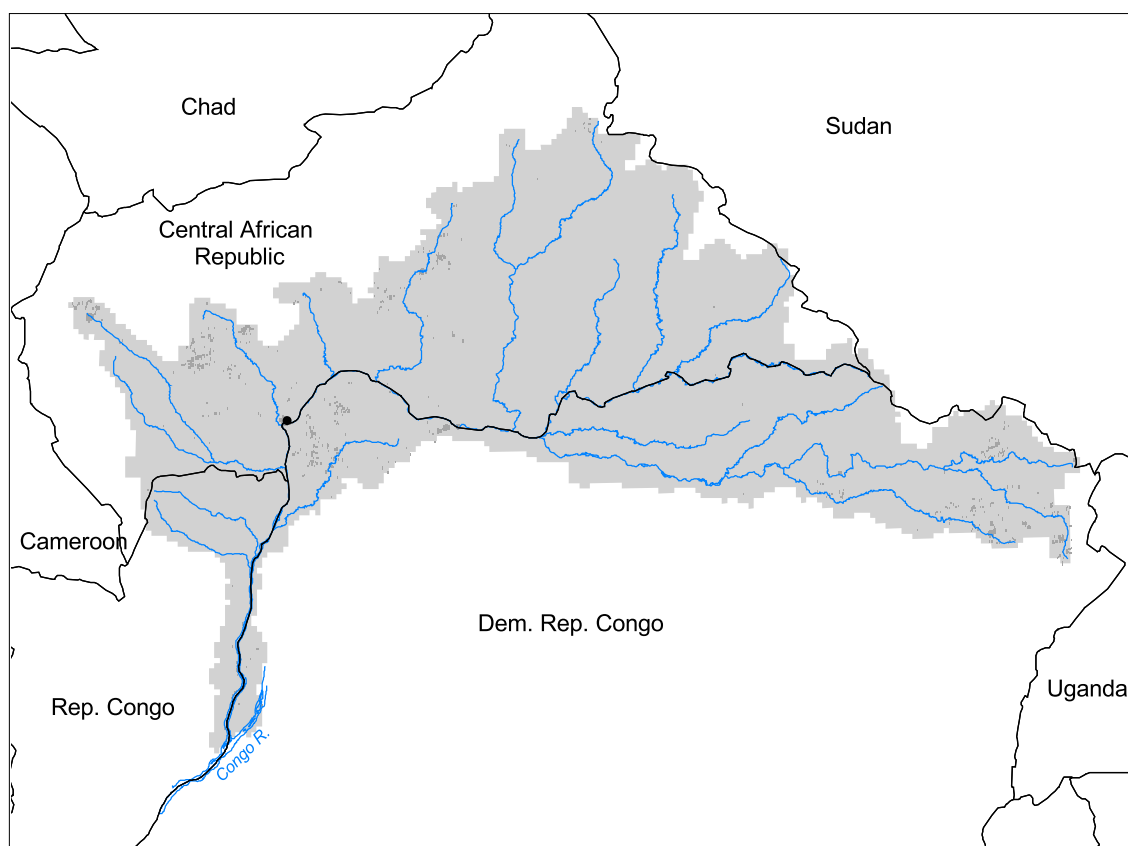 Chad
Sudan
Central African
Republic
Cameroon
Dem. Rep. Congo
Uganda
Rep. Congo
Congo R.